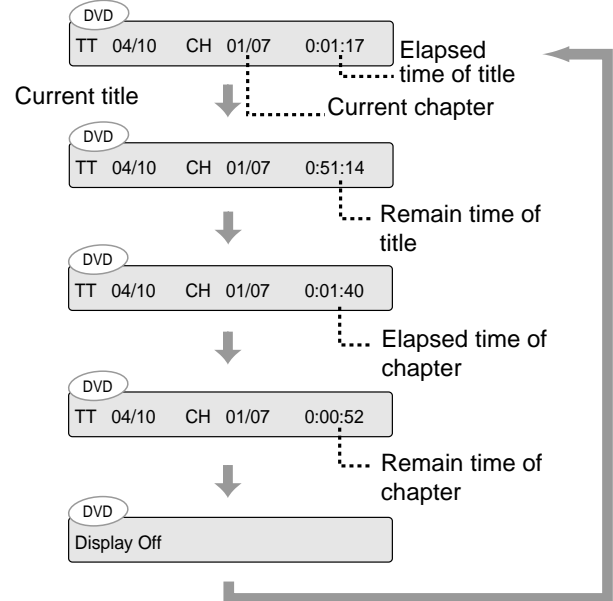 DVD
TT 04/10 CH 01/07 0:01:17
Elapsed
time of title
Current title
Current chapter
DVD
TT 04/10 CH 01/07 0:51:14
Remain time of
title
DVD
TT 04/10 CH 01/07 0:01:40
Elapsed time of
chapter
DVD
TT 04/10 CH 01/07 0:00:52
Remain time of
chapter
DVD
Display Off